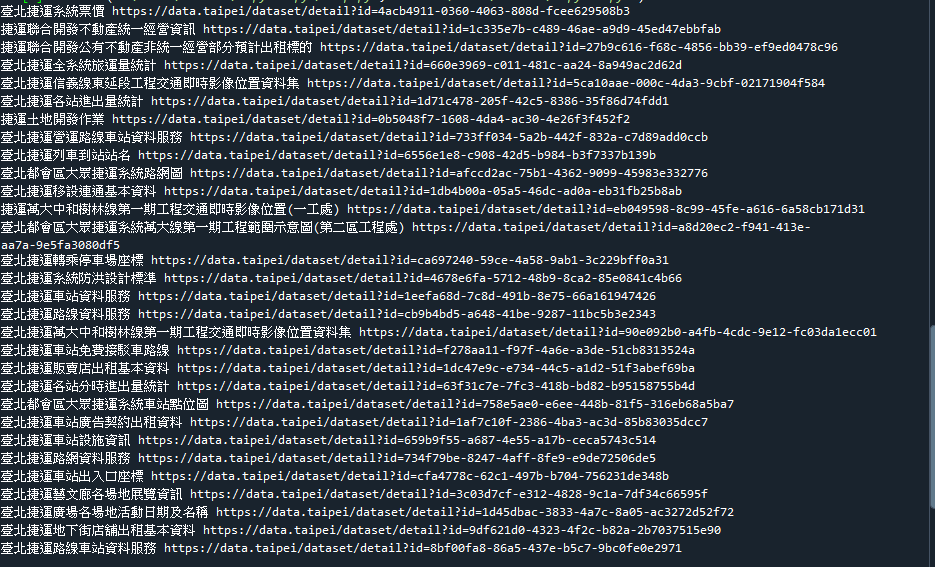 臺北捷運系統票價 https://data.taipei/dataset/detail?id=4acb4911-0360-4063-808d-fcee629508b3
捷運聯合開發不動產統一經營資訊 https://data.taipei/dataset/detail?id=1c335e7b-c489-46ae-a9d9-45ed47ebbfab
捷運聯合開發公有不動產非統一經營部分預計出租標的 https://data.taipei/dataset/detail?id=27b9c616-f68c-4856-bb39-ef9ed0478c96
臺北捷運全系統旅運量統計 https://data.taipei/dataset/detail?id=660e3969-c011-481c-aa24-8a949ac2d62d
臺北捷運信義線東延段工程交通即時影像位置資料集 https://data.taipei/dataset/detail?id=5ca10aae-000c-4da3-9cbf-02171904f584
臺北捷運各站進出量統計 https://data.taipei/dataset/detail?id=1d71c478-205f-42c5-8386-35f86d74fdd1
捷運土地開發作業 https://data.taipei/dataset/detail?id=0b5048f7-1608-4da4-ac30-4e26f3f452f2
臺北捷運營運路線車站資料服務 https://data.taipei/dataset/detail?id=733ff034-5a2b-442f-832a-c7d89add0ccb
臺北捷運列車到站站名 https://data.taipei/dataset/detail?id=6556e1e8-c908-42d5-b984-b3f7337b139b
臺北都會區大眾捷運系統路網圖 https://data.taipei/dataset/detail?id=afccd2ac-75b1-4362-9099-45983e332776
臺北捷運移設連通基本資料 https://data.taipei/dataset/detail?id=1db4b00a-05a5-46dc-ad0a-eb31fb25b8ab
捷運萬大中和樹林線第一期工程交通即時影像位置(一工處) https://data.taipei/dataset/detail?id=eb049598-8c99-45fe-a616-6a58cb171d31
臺北都會區大眾捷運系統萬大線第一期工程範圍示意圖(第二區工程處) https://data.taipei/dataset/detail?id=a8d20ec2-f941-413e-
aa7a-9e5fa3080df5
臺北捷運轉乘停車場座標 https://data.taipei/dataset/detail?id=ca697240-59ce-4a58-9ab1-3c229bff0a31
臺北捷運系統防洪設計標準 https://data.taipei/dataset/detail?id=4678e6fa-5712-48b9-8ca2-85e0841c4b66
臺北捷運車站資料服務 https://data.taipei/dataset/detail?id=1eefa68d-7c8d-491b-8e75-66a161947426
臺北捷運路線資料服務 https://data.taipei/dataset/detail?id=cb9b4bd5-a648-41be-9287-11bc5b3e2343
臺北捷運萬大中和樹林線第一期工程交通即時影像位置資料集 https://data.taipei/dataset/detail?id=90e092b0-a4fb-4cdc-9e12-fc03da1ecc01
臺北捷運車站免費接駁車路線 https://data.taipei/dataset/detail?id=f278aa11-f97f-4a6e-a3de-51cb8313524a
臺北捷運販賣店出租基本資料 https://data.taipei/dataset/detail?id=1dc47e9c-e734-44c5-a1d2-51f3abef69ba
臺北捷運各站分時進出量統計 https://data.taipei/dataset/detail?id=63f31c7e-7fc3-418b-bd82-b95158755b4d
臺北都會區大眾捷運系統車站點位圖 https://data.taipei/dataset/detail?id=758e5ae0-e6ee-448b-81f5-316eb68a5ba7
臺北捷運車站廣告契約出租資料 https://data.taipei/dataset/detail?id=1af7c10f-2386-4ba3-ac3d-85b83035dcc7
臺北捷運車站設施資訊 https://data.taipei/dataset/detail?id=659b9f55-a687-4e55-a17b-ceca5743c514
臺北捷運路網資料服務 https://data.taipei/dataset/detail?id=734f79be-8247-4aff-8fe9-e9de72506de5
臺北捷運車站出入口座標 https://data.taipei/dataset/detail?id=cfa4778c-62c1-497b-b704-756231de348b
臺北捷運藝文廊各場地展覽資訊 https://data.taipei/dataset/detail?id=3c03d7cf-e312-4828-9c1a-7df34c66595f
臺北捷運廣場各場地活動日期及名稱 https://data.taipei/dataset/detail?id=1d45dbac-3833-4a7c-8a05-ac3272d52f72
臺北捷運地下街店舖出租基本資料 https://data.taipei/dataset/detail?id=9df621d0-4323-4f2c-b82a-2b7037515e90
臺北捷運路線車站資料服務 https://data.taipei/dataset/detail?id=8bf00fa8-86a5-437e-b5c7-9bc0fe0e2971